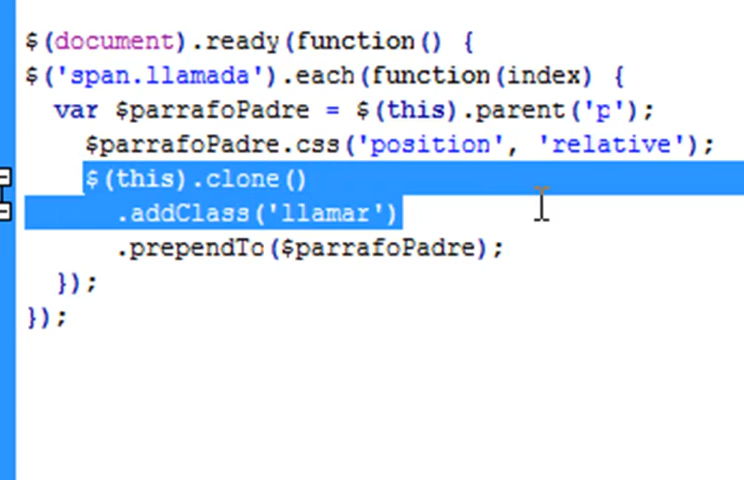 $(document).ready(function() {
$('span.llamada').each(function(index) {
var $parrafoPadre = $(this).parent('p');
$parrafoPadre.css('position', 'relative');
$(this).clone()
.addClass('llamar')
.prependTo($parrafoPadre);
});
});